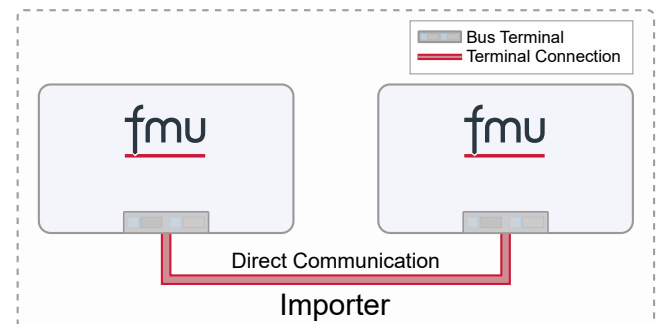 Bus Terminal
Terminal Connection
fmu
fmu
Direct Communication
Importer